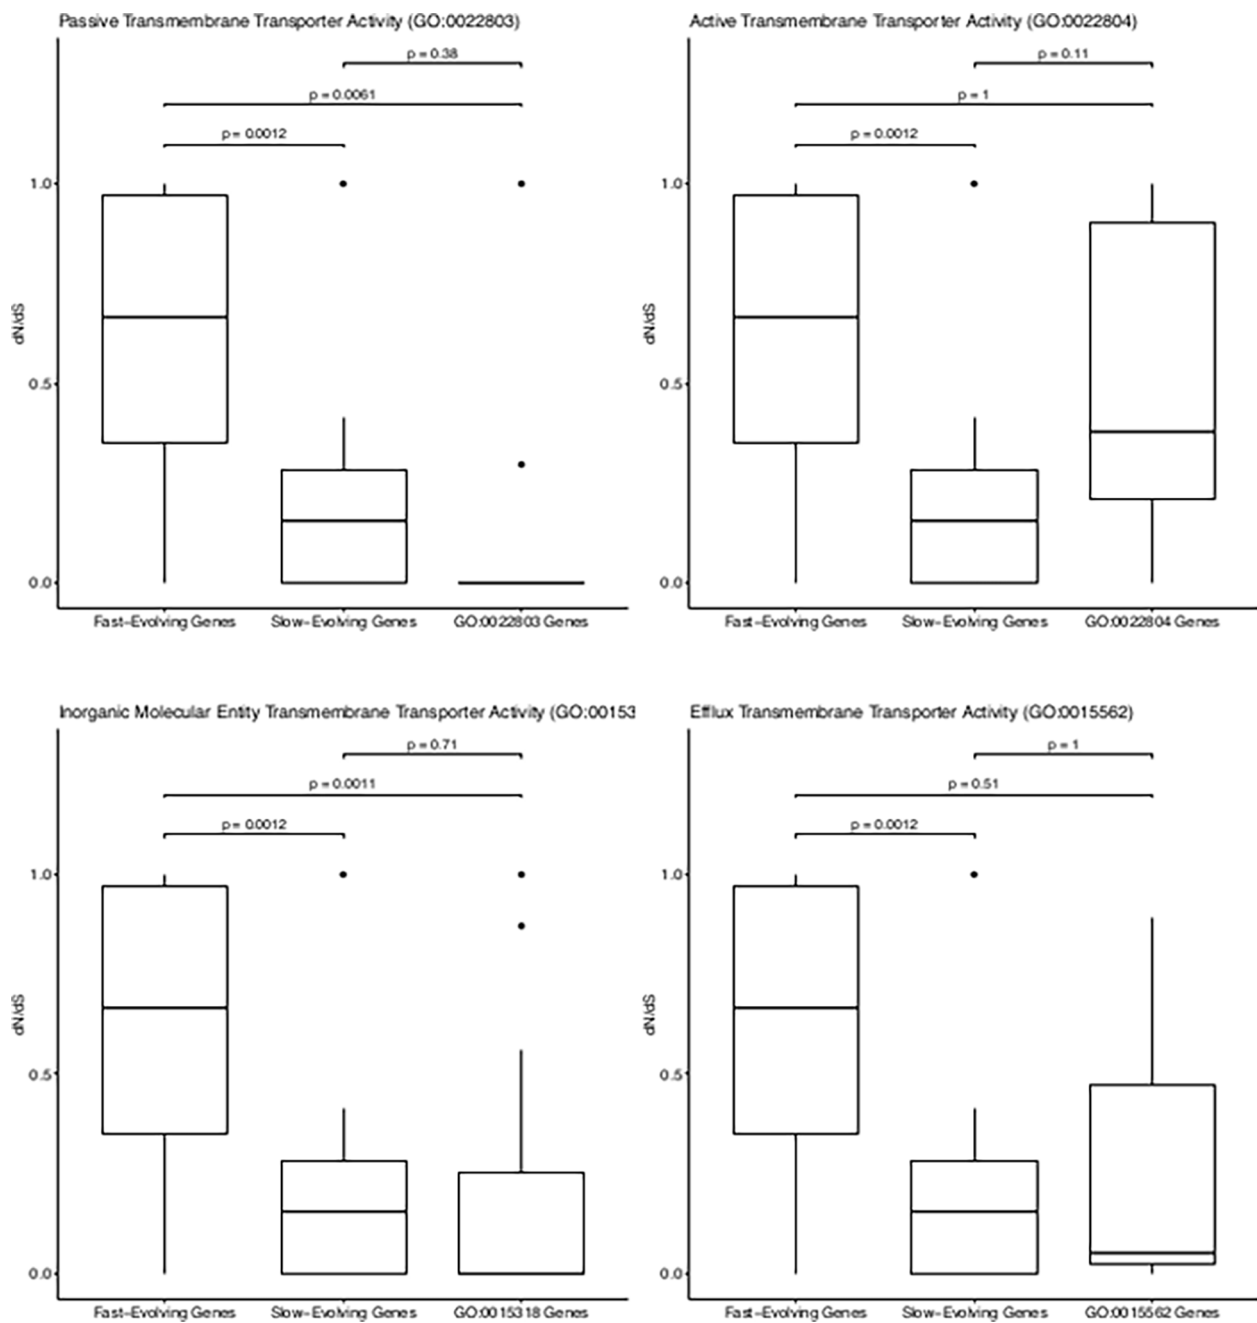 Passive Transmembrane Transporter Activity (GO:0022803)
p = 0.38
p = 0.0061
p = 0.0012
1.0
0.5
0.0
dN/dS
Fast-Evolving Genes
Slow-Evolving Genes
GO:0022803 Genes
Active Transmembrane Transporter Activity (GO:0022804)
p = 0.11
p = 1
p = 0.0012
1.0
0.5
0.0
dN/dS
Fast-Evolving Genes
Slow-Evolving Genes
GO:0022804 Genes
Inorganic Molecular Entity Transmembrane Transporter Activity (GO:00153
p = 0.71
p = 0.0011
p = 0.0012
1.0
0.5
0.0
dN/dS
Fast-Evolving Genes
Slow-Evolving Genes
GO:0015318 Genes
Efflux Transmembrane Transporter Activity (GO:0015562)
p = 1
p = 0.51
p = 0.0012
1.0
0.5
0.0
dN/dS
Fast-Evolving Genes
Slow-Evolving Genes
GO:0015562 Genes